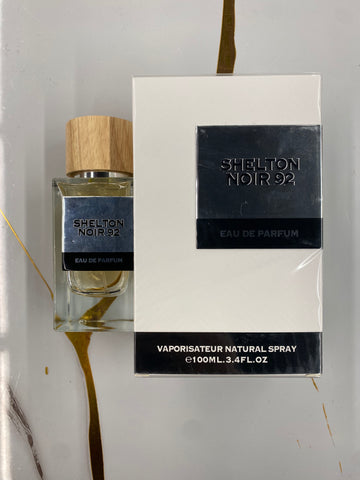 SHELTON
NOIR 92
EAU DE PARFUM
SHELTON
NOIR 92
EAU DE PARFUM
VAPORISATEUR NATURAL SPRAY
℮100ML.3.4FL.OZ